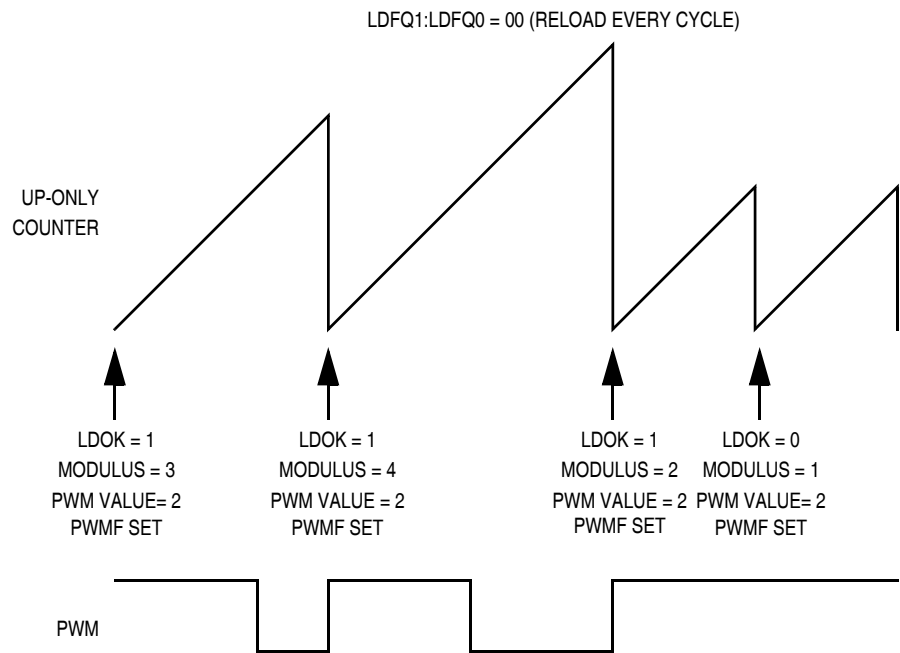 LDFQ1:LDFQ0 = 00 (RELOAD EVERY CYCLE)
UP-ONLY
COUNTER
LDOK = 1
MODULUS = 3
PWM VALUE= 2
PWMF SET
LDOK = 1
MODULUS = 4
PWM VALUE = 2
PWMF SET
LDOK = 1
MODULUS = 2
PWM VALUE = 2
PWMF SET
LDOK = 0
MODULUS = 1
PWM VALUE= 2
PWMF SET
PWM